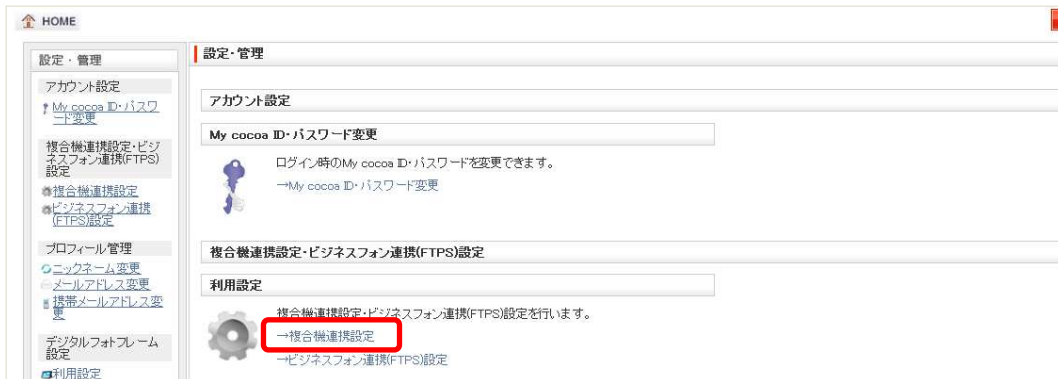 HOME
設定・管理
アカウント設定
My cocoa ID・パスワ
ード変更
複合機連携設定・ビジ
ネスフォン連携(FTPS)
設定
複合機連携設定
ビジネスフォン連携
(FTPS)設定
プロフィール管理
ニックネーム変更
メールアドレス変更
携帯メールアドレス変
更
デジタルフォトフレーム
設定
利用設定
設定・管理
アカウント設定
My cocoa ID・パスワード変更
ログイン時のMy cocoa ID・パスワードを変更できます。
→My cocoa ID・パスワード変更
複合機連携設定・ビジネスフォン連携(FTPS)設定
利用設定
複合機連携設定・ビジネスフォン連携(FTPS)設定を行います。
→複合機連携設定
→ビジネスフォン連携(FTPS)設定